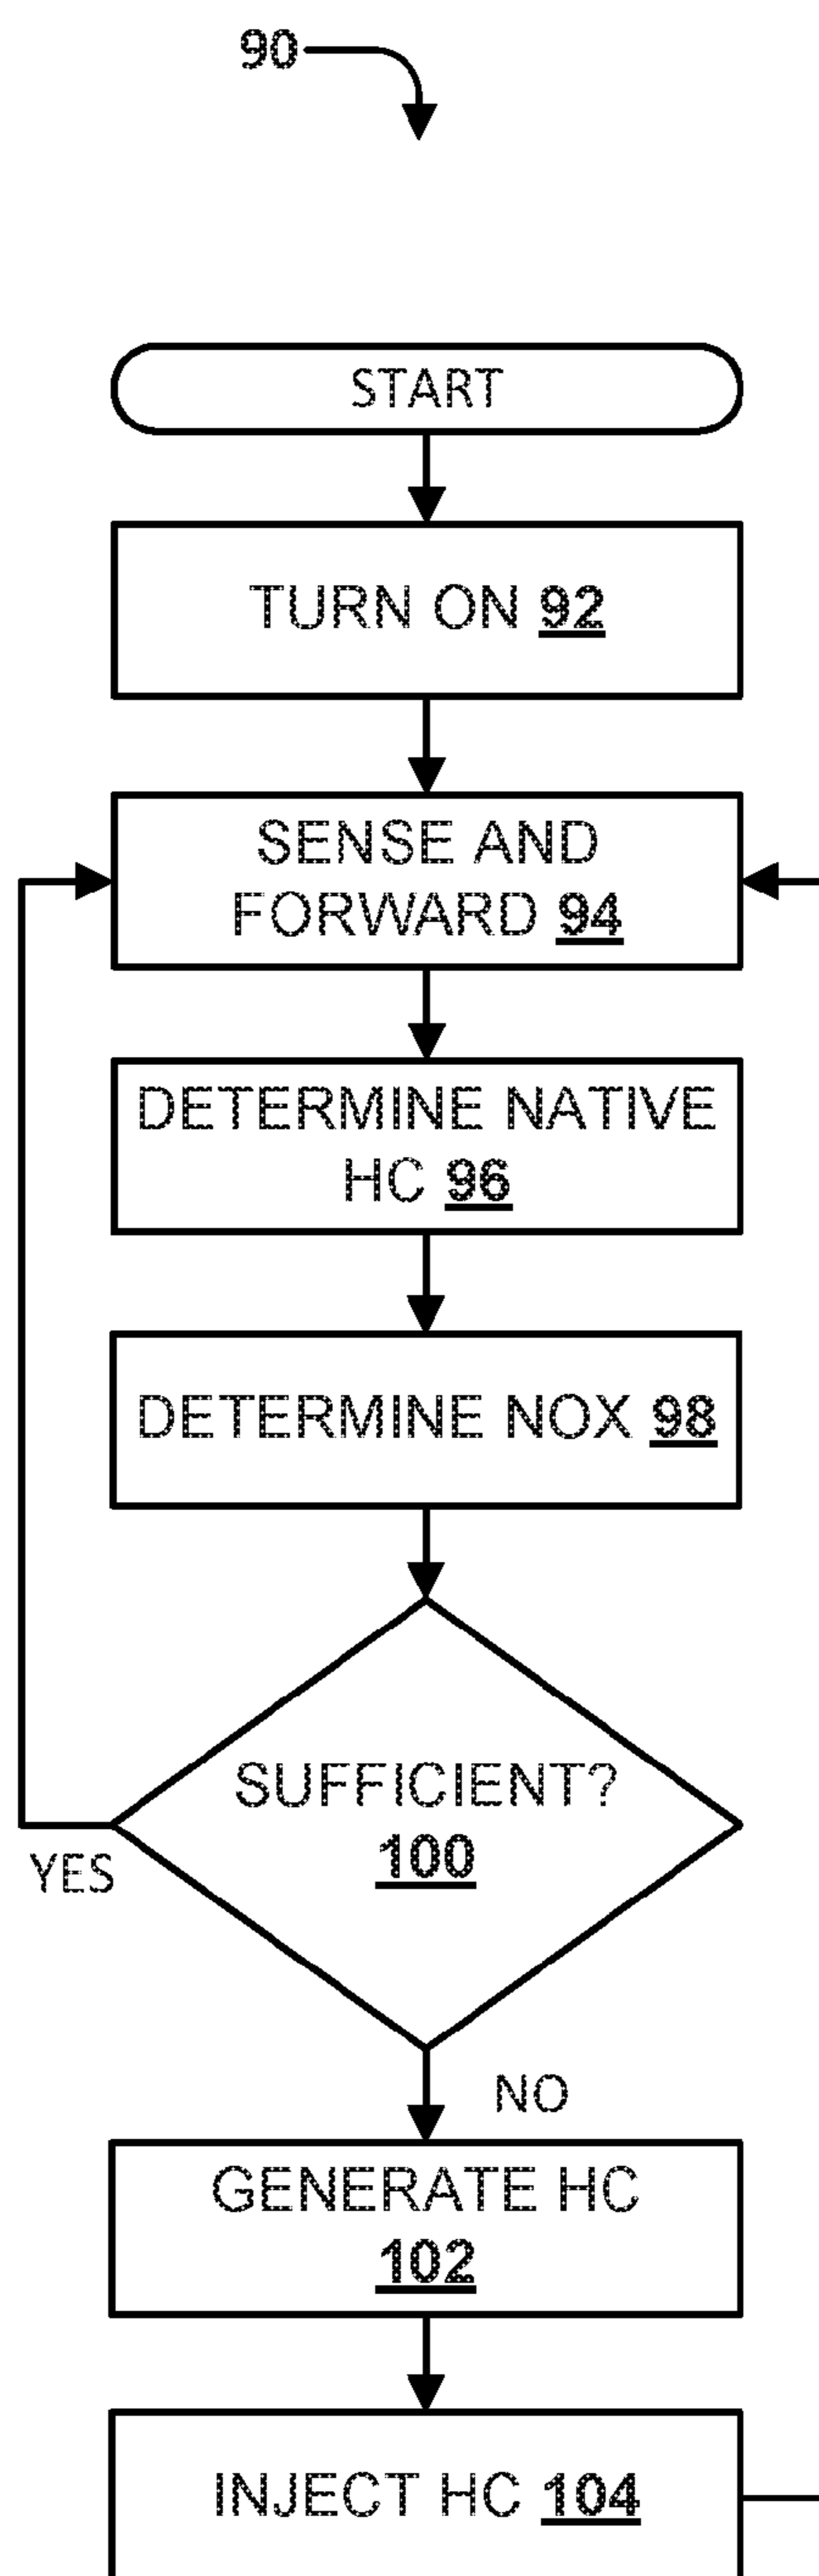 90
START
TURN ON 92
SENSE AND
FORWARD 94
DETERMINE NATIVE
HC 96
DETERMINE NOX 98
SUFFICIENT?
100
YES
NO
GENERATE HC
102
INJECT HC 104